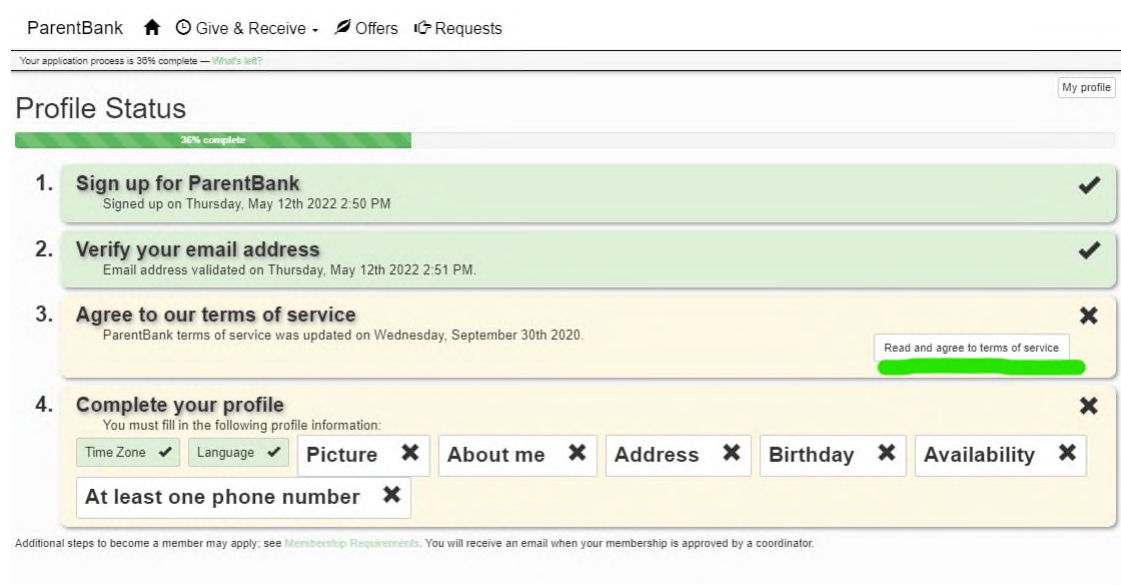 ParentBank Give & Receive Offers Requests
Your application process is 36% complete — What's left?
My profile
Profile Status
36% complete
1. Sign up for ParentBank
Signed up on Thursday, May 12th 2022 2:50 PM
2. Verify your email address
Email address validated on Thursday, May 12th 2022 2:51 PM.
3. Agree to our terms of service
ParentBank terms of service was updated on Wednesday, September 30th 2020.
Read and agree to terms of service
4. Complete your profile
You must fill in the following profile information:
Time Zone Language Picture About me Address Birthday Availability
At least one phone number
Additional steps to become a member may apply; see Membership Requirements. You will receive an email when your membership is approved by a coordinator.